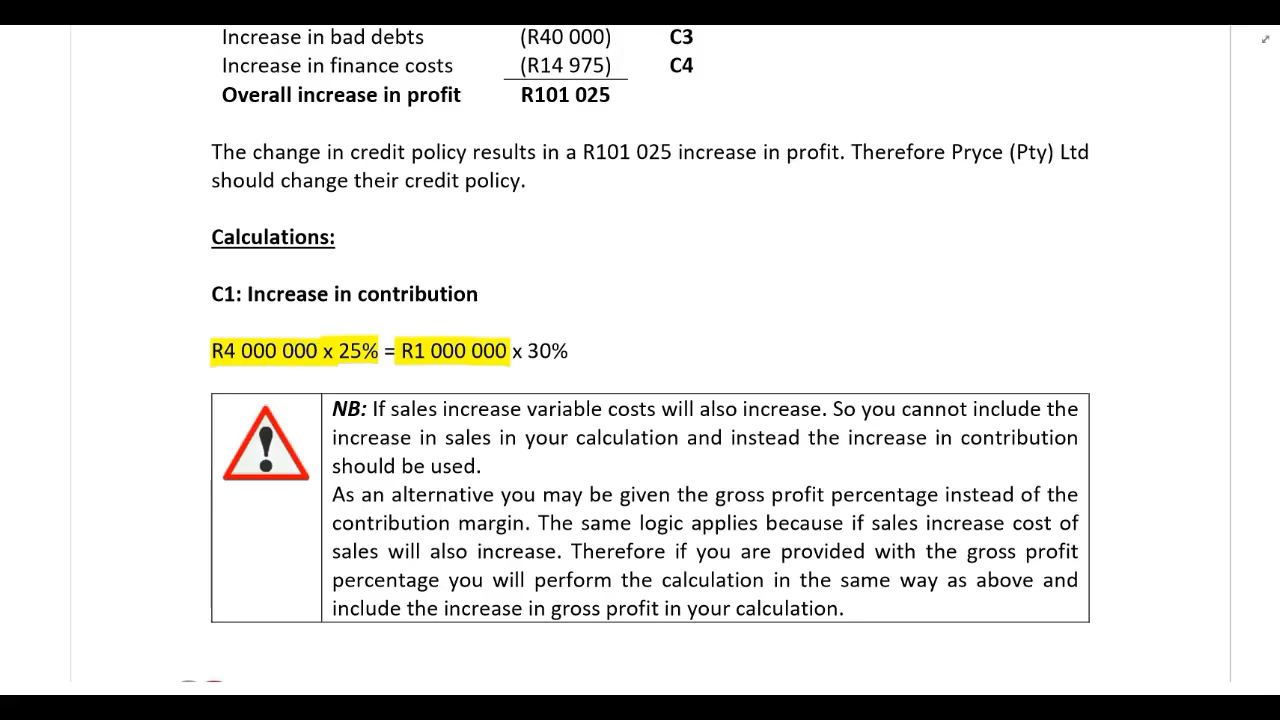 Increase in bad debts (R40 000) C3
Increase in finance costs (R14 975) C4
Overall increase in profit R101 025
The change in credit policy results in a R101 025 increase in profit. Therefore Pryce (Pty) Ltd
should change their credit policy.
Calculations:
C1: Increase in contribution
R4 000 000 x 25% = R1 000 000 x 30%
NB: If sales increase variable costs will also increase. So you cannot include the
increase in sales in your calculation and instead the increase in contribution
should be used.
As an alternative you may be given the gross profit percentage instead of the
contribution margin. The same logic applies because if sales increase cost of
sales will also increase. Therefore if you are provided with the gross profit
percentage you will perform the calculation in the same way as above and
include the increase in gross profit in your calculation.